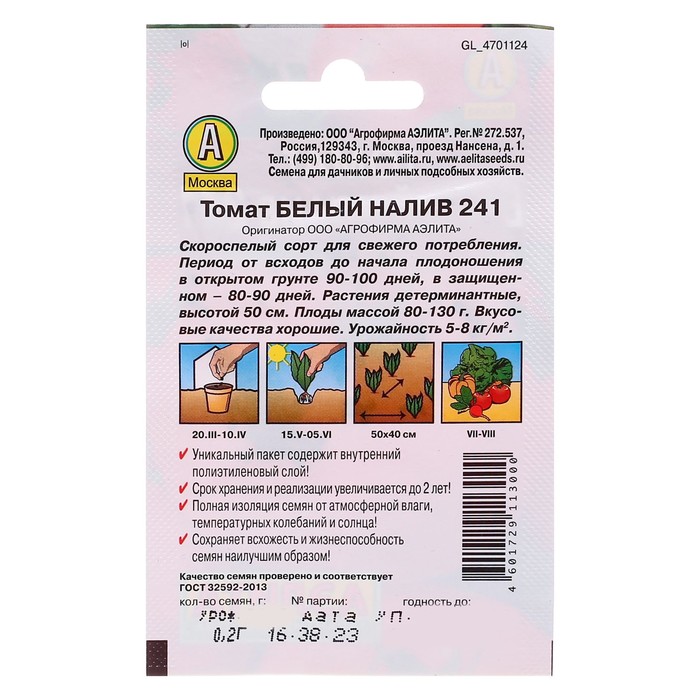 |o|
GL_4701124
A
A
Москва
Произведено: ООО "Агрофирма АЭЛИТА". Рег.№ 272.537,
Россия,129343, г. Москва, проезд Нансена, д. 1.
Тел.: (499) 180-80-96; www.ailita.ru, www.aelitaseeds.ru
Семена для дачников и личных подсобных хозяйств.
Томат БЕЛЫЙ НАЛИВ 241
Оригинатор ООО «АГРОФИРМА АЭЛИТА»
Скороспелый сорт для свежего потребления.
Период от всходов до начала плодоношения
в открытом грунте 90-100 дней, в защищен-
ном – 80-90 дней. Растения детерминантные,
высотой 50 см. Плоды массой 80-130 г. Вкусо-
вые качества хорошие. Урожайность 5-8 кг/м².
20.III-10.IV
15.V-05.VI
50х40 см
VII-VIII
✓ Уникальный пакет содержит внутренний
полиэтиленовый слой!
✓ Срок хранения и реализации увеличивается до 2 лет!
✓ Полная изоляция семян от атмосферной влаги,
температурных колебаний и солнца!
✓ Сохраняет всхожесть и жизнеспособность
семян наилучшим образом!
4 601729 113000
Качество семян проверено и соответствует
ГОСТ 32592-2013
кол-во семян, г: № партии: годность до:
УРОЖ ДАТА УП.
0,2Г 16-38-23